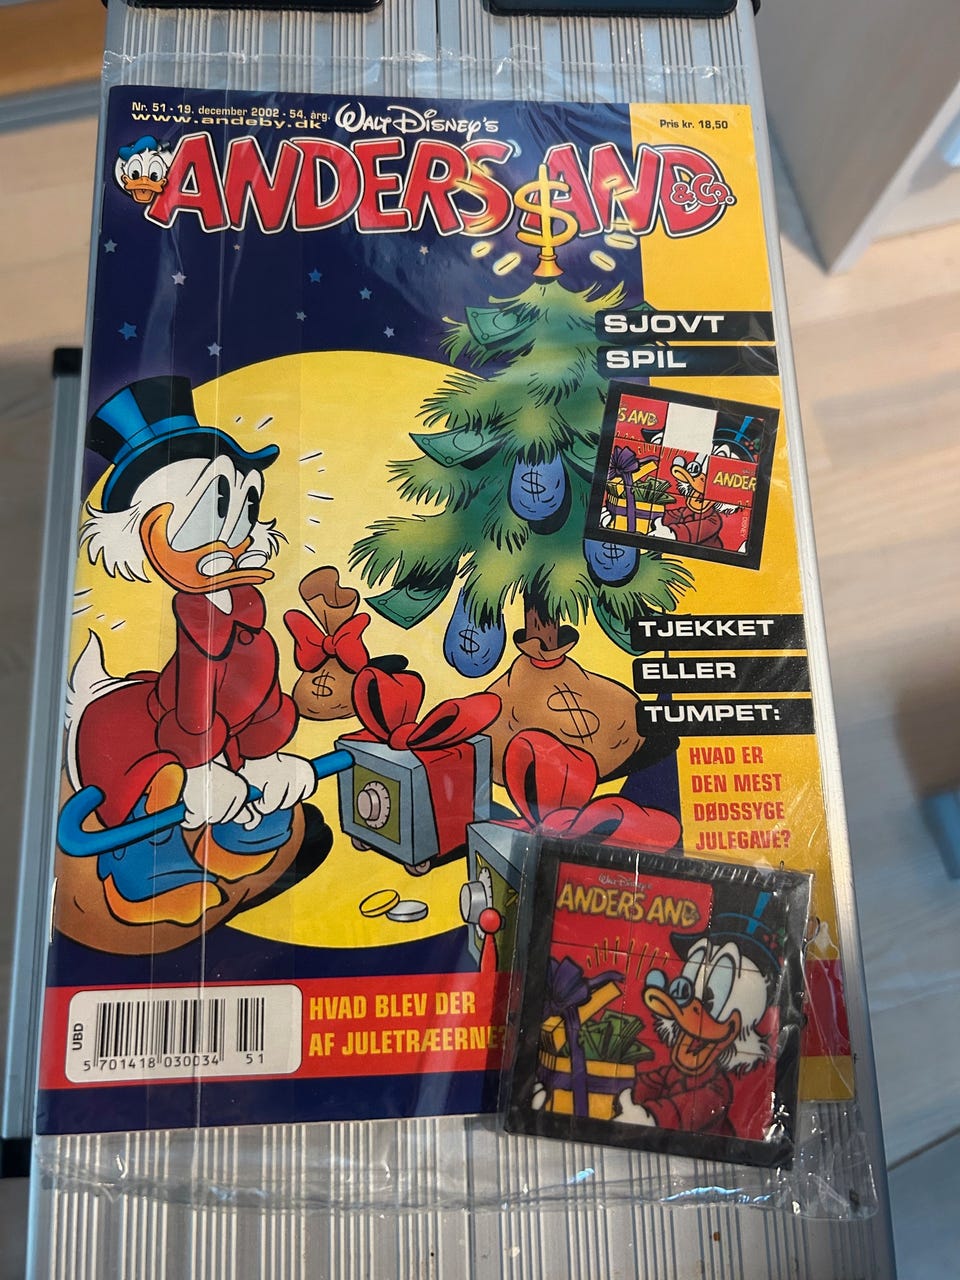 Nr. 51 · 19. december 2002 - 54. årg.
www.andeby.dk
WALT DISNEY'S
Pris kr. 18,50
ANDERS AND
& Co.
$
SJOVT
SPIL
S AND
ANDER
$
$
$
$
$
TJEKKET
ELLER
TUMPET:
HVAD ER
DEN MEST
DØDSSYGE
JULEGAVE?
Walt Disney's
ANDERS AND
HVAD BLEV DER
AF JULETRÆERNE?
UBD
5 701418 030034 51